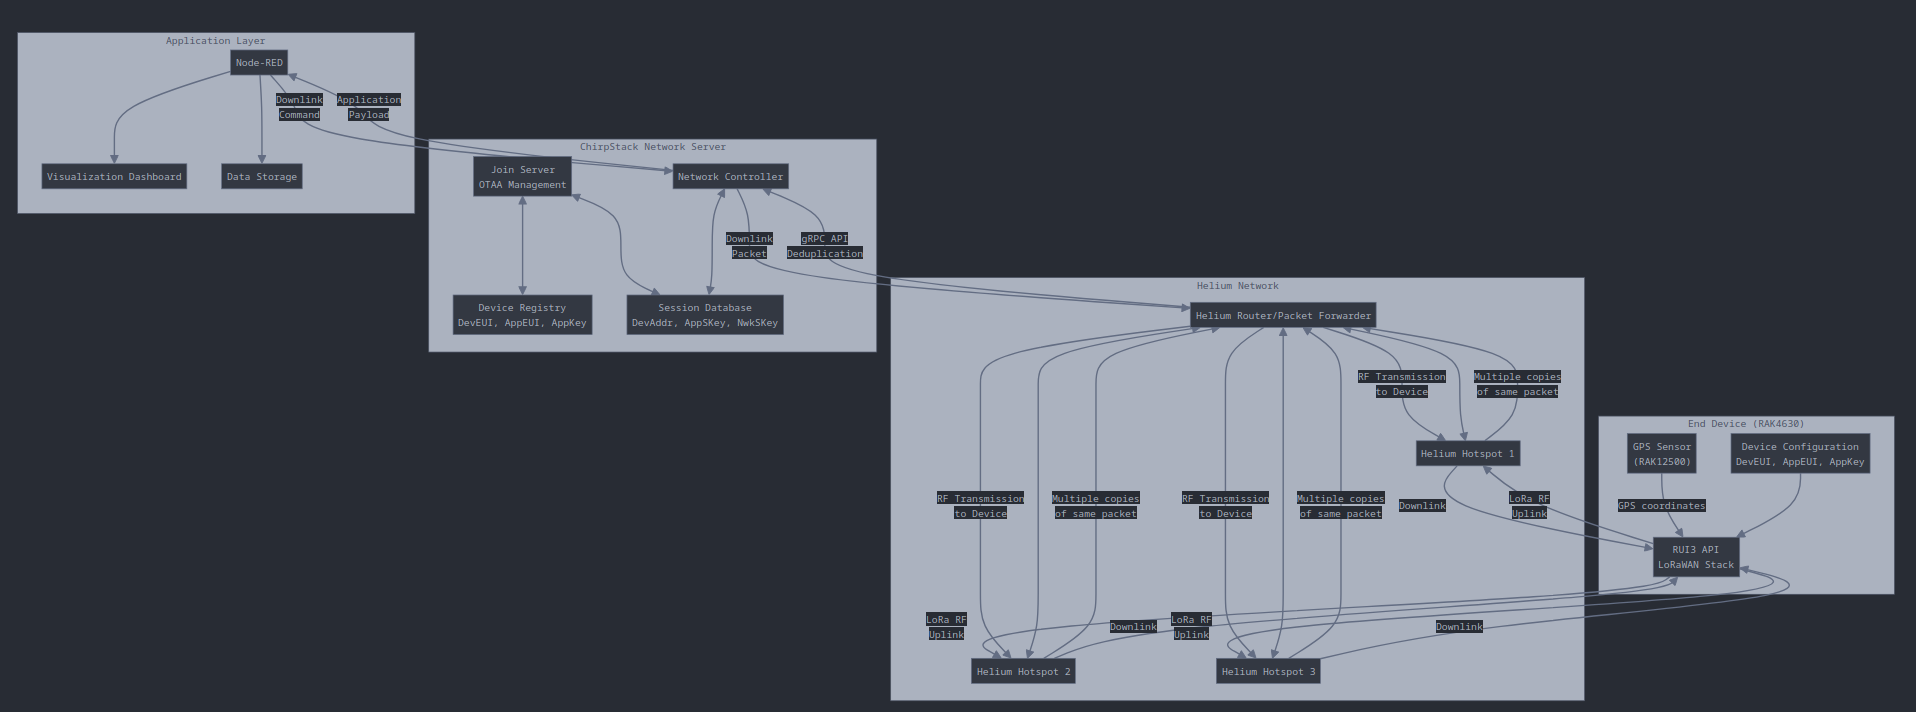 Application Layer
Node-RED
Downlink
Command
Application
Payload
Visualization Dashboard
Data Storage
ChirpStack Network Server
Join Server
OTAA Management
Network Controller
Downlink
Packet
gRPC API
Deduplication
Device Registry
DevEUI, AppEUI, AppKey
Session Database
DevAddr, AppSKey, NwkSKey
Helium Network
Helium Router/Packet Forwarder
RF Transmission
to Device
Multiple copies
of same packet
Helium Hotspot 1
RF Transmission
to Device
Multiple copies
of same packet
RF Transmission
to Device
Multiple copies
of same packet
Downlink
LoRa RF
Uplink
LoRa RF
Uplink
Downlink
LoRa RF
Uplink
Downlink
Helium Hotspot 2
Helium Hotspot 3
End Device (RAK4630)
GPS Sensor
(RAK12500)
Device Configuration
DevEUI, AppEUI, AppKey
GPS coordinates
RUI3 API
LoRaWAN Stack